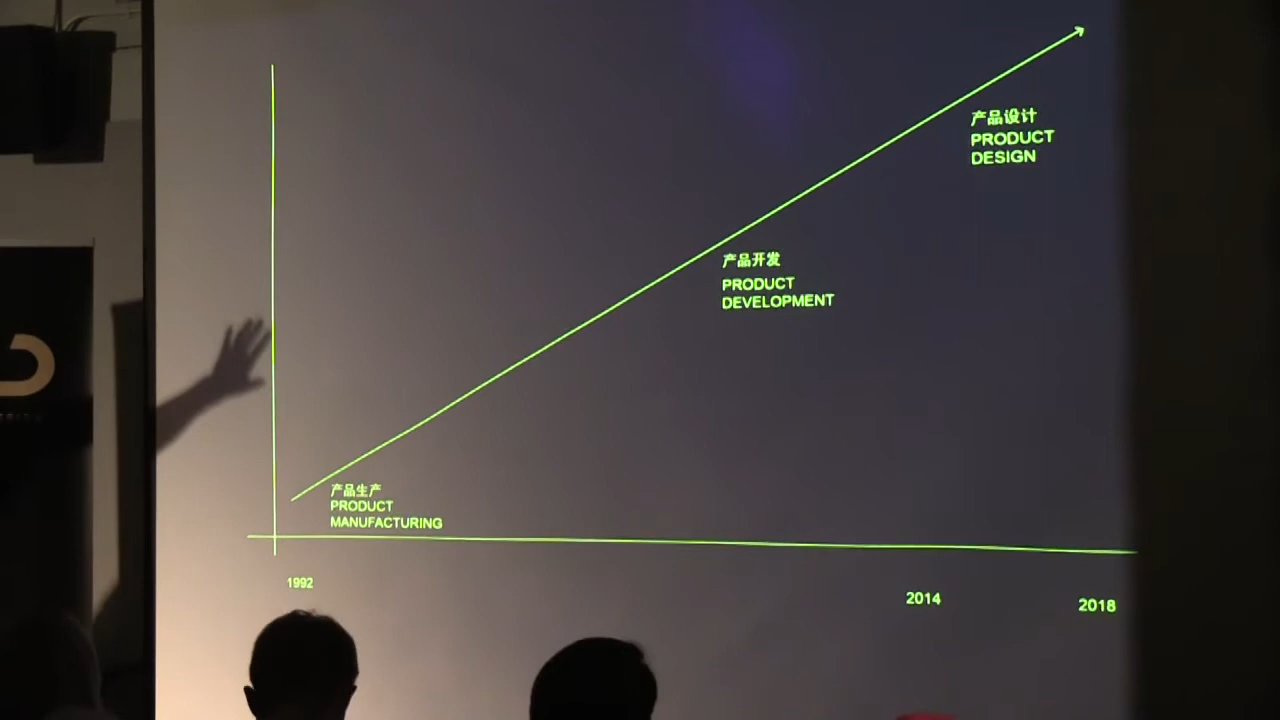 产品设计
PRODUCT
DESIGN
产品开发
PRODUCT
DEVELOPMENT
产品生产
PRODUCT
MANUFACTURING
1992
2014
2018